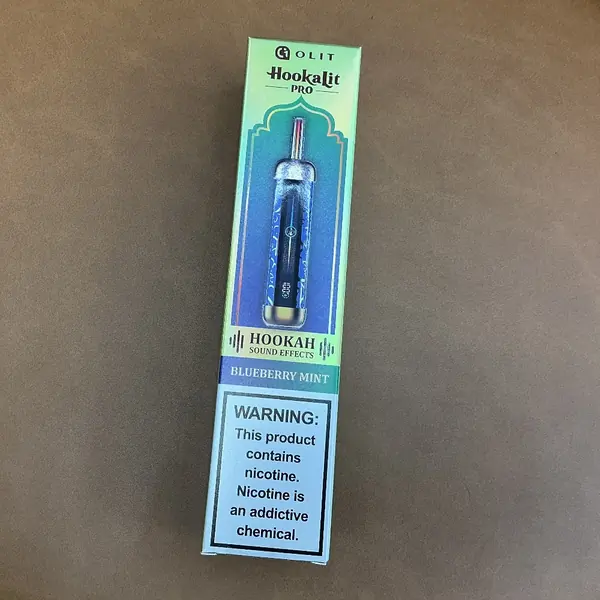 OLIT
HookaLit
PRO
HOOKAH
SOUND EFFECTS
BLUEBERRY MINT
WARNING:
This product
contains
nicotine.
Nicotine is
an addictive
chemical.